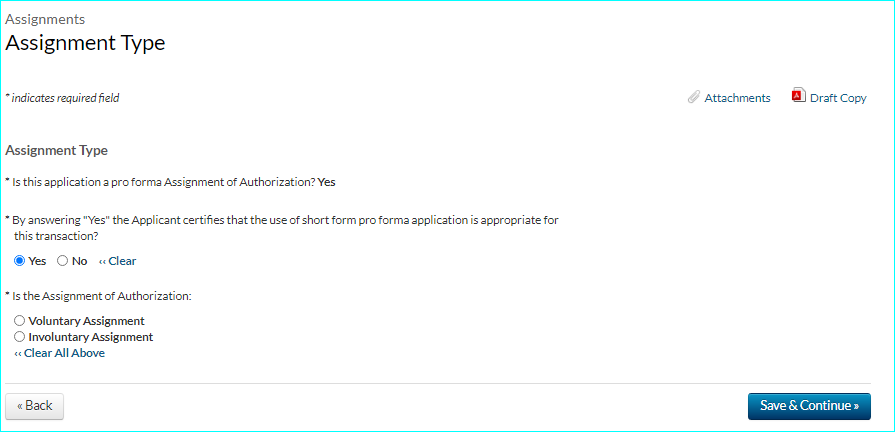 Assignments
Assignment Type
* indicates required field
Attachments
Draft Copy
Assignment Type
* Is this application a pro forma Assignment of Authorization? Yes
* By answering "Yes" the Applicant certifies that the use of short form pro forma application is appropriate for
this transaction?
Yes No ‹‹ Clear
* Is the Assignment of Authorization:
Voluntary Assignment
Involuntary Assignment
‹‹ Clear All Above
« Back
Save & Continue »